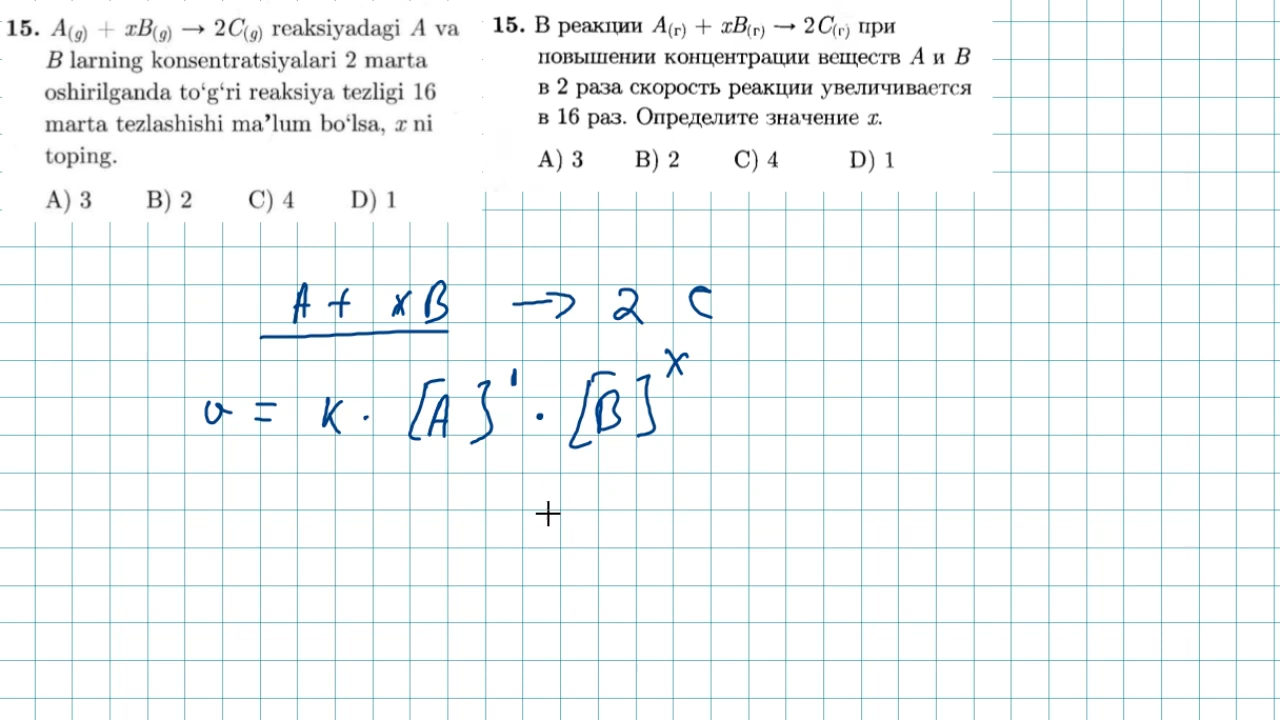 15. A(g) + xB(g) → 2C(g) reaksiyadagi A va
B larning konsentratsiyalari 2 marta
oshirilganda to‘g‘ri reaksiya tezligi 16
marta tezlashishi ma’lum bo‘lsa, x ni
toping.
A) 3 B) 2 C) 4 D) 1
15. В реакции A(г) + xB(г) → 2C(г) при
повышении концентрации веществ A и B
в 2 раза скорость реакции увеличивается
в 16 раз. Определите значение x.
A) 3 B) 2 C) 4 D) 1
A + xB → 2 C
v = K · [A]¹ · [B]ˣ